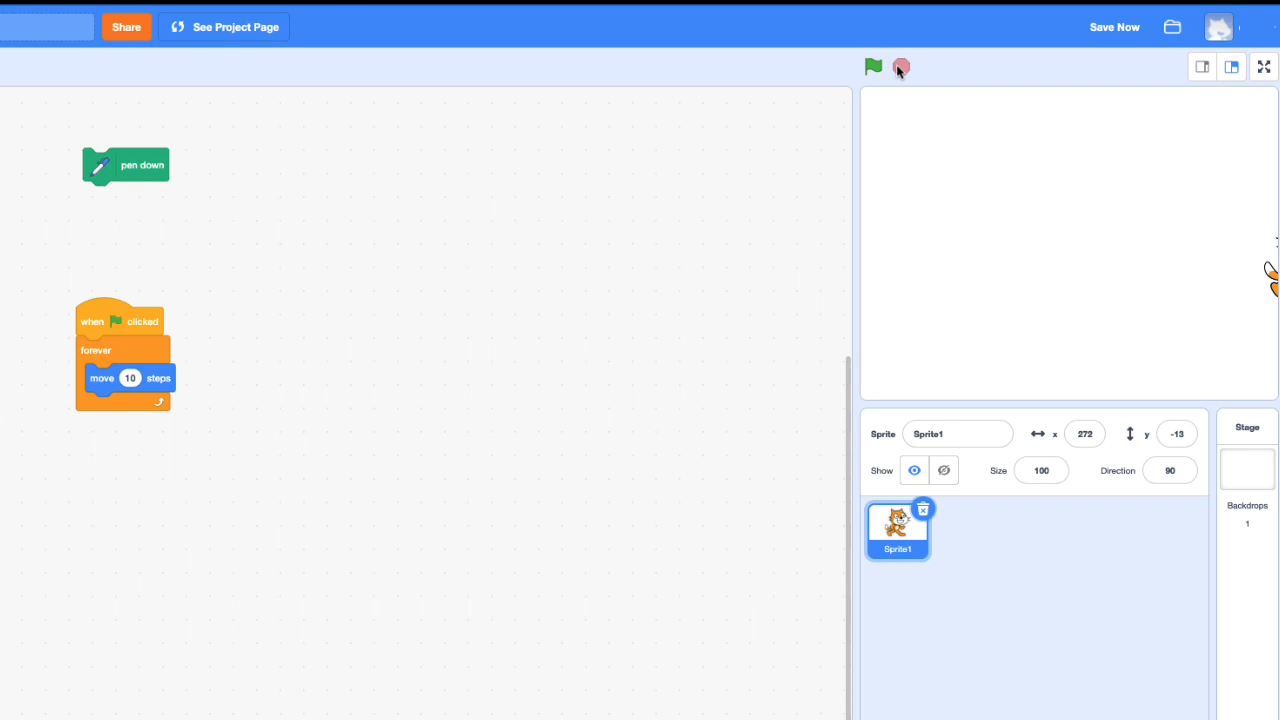 Share
See Project Page
Save Now
pen down
when clicked
forever
move 10 steps
Sprite Sprite1 x 272 y -13
Show Size 100 Direction 90
Sprite1
Stage
Backdrops
1